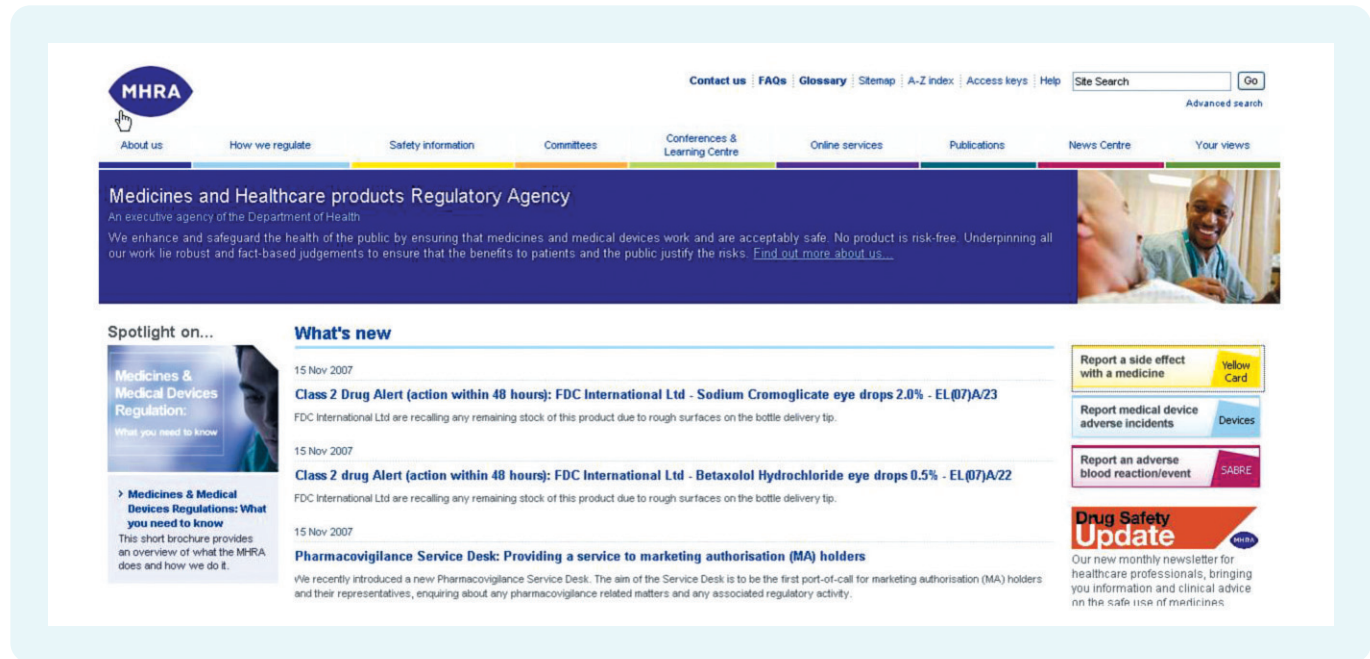 MHRA
Contact us FAQs Glossary Sitemap A-Z index Access keys Help Site Search Go
Advanced search
About us How we regulate Safety information Committees Conferences & Learning Centre Online services Publications News Centre Your views
Medicines and Healthcare products Regulatory Agency
An executive agency of the Department of Health
We enhance and safeguard the health of the public by ensuring that medicines and medical devices work and are acceptably safe. No product is risk-free. Underpinning all
our work lie robust and fact-based judgements to ensure that the benefits to patients and the public justify the risks. Find out more about us...
Spotlight on...
Medicines &
Medical Devices
Regulation:
What you need to know
> Medicines & Medical
Devices Regulations: What
you need to know
This short brochure provides
an overview of what the MHRA
does and how we do it.
What's new
15 Nov 2007
Class 2 Drug Alert (action within 48 hours): FDC International Ltd - Sodium Cromoglicate eye drops 2.0% - EL(07)A/23
FDC International Ltd are recalling any remaining stock of this product due to rough surfaces on the bottle delivery tip.
15 Nov 2007
Class 2 drug Alert (action within 48 hours): FDC International Ltd - Betaxolol Hydrochloride eye drops 0.5% - EL(07)A/22
FDC International Ltd are recalling any remaining stock of this product due to rough surfaces on the bottle delivery tip.
15 Nov 2007
Pharmacovigilance Service Desk: Providing a service to marketing authorisation (MA) holders
We recently introduced a new Pharmacovigilance Service Desk. The aim of the Service Desk is to be the first port-of-call for marketing authorisation (MA) holders
and their representatives, enquiring about any pharmacovigilance related matters and any associated regulatory activity.
Report a side effect
with a medicine
Yellow
Card
Report medical device
adverse incidents
Devices
Report an adverse
blood reaction/event
SABRE
Drug Safety
Update
MHRA
Our new monthly newsletter for
healthcare professionals, bringing
you information and clinical advice
on the safe use of medicines